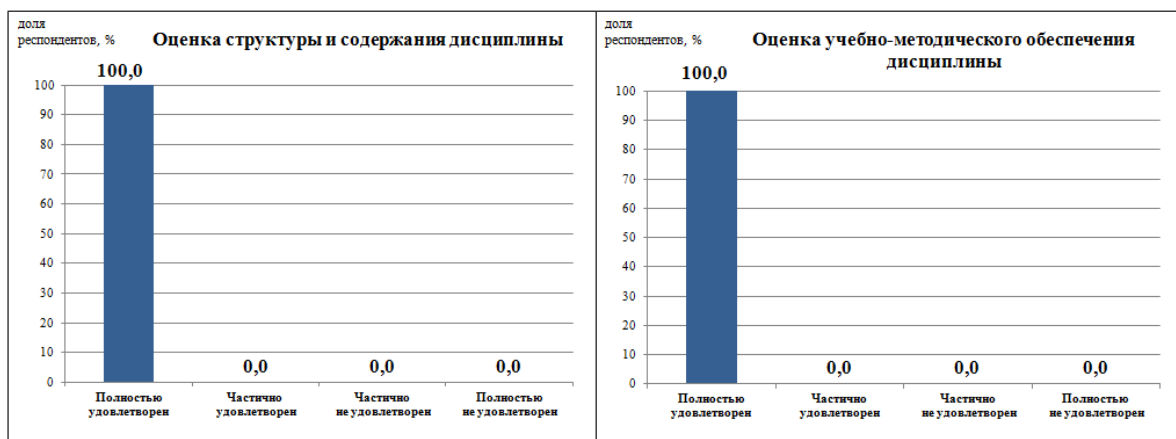 доля
респондентов, %
Оценка структуры и содержания дисциплины
100,0
100
90
80
70
60
50
40
30
20
10
0
0,0
0,0
0,0
Полностью
удовлетворен
Частично
удовлетворен
Частично
не удовлетворен
Полностью
не удовлетворен
доля
респондентов, %
Оценка учебно-методического обеспечения
дисциплины
100,0
100
90
80
70
60
50
40
30
20
10
0
0,0
0,0
0,0
Полностью
удовлетворен
Частично
удовлетворен
Частично
не удовлетворен
Полностью
не удовлетворен